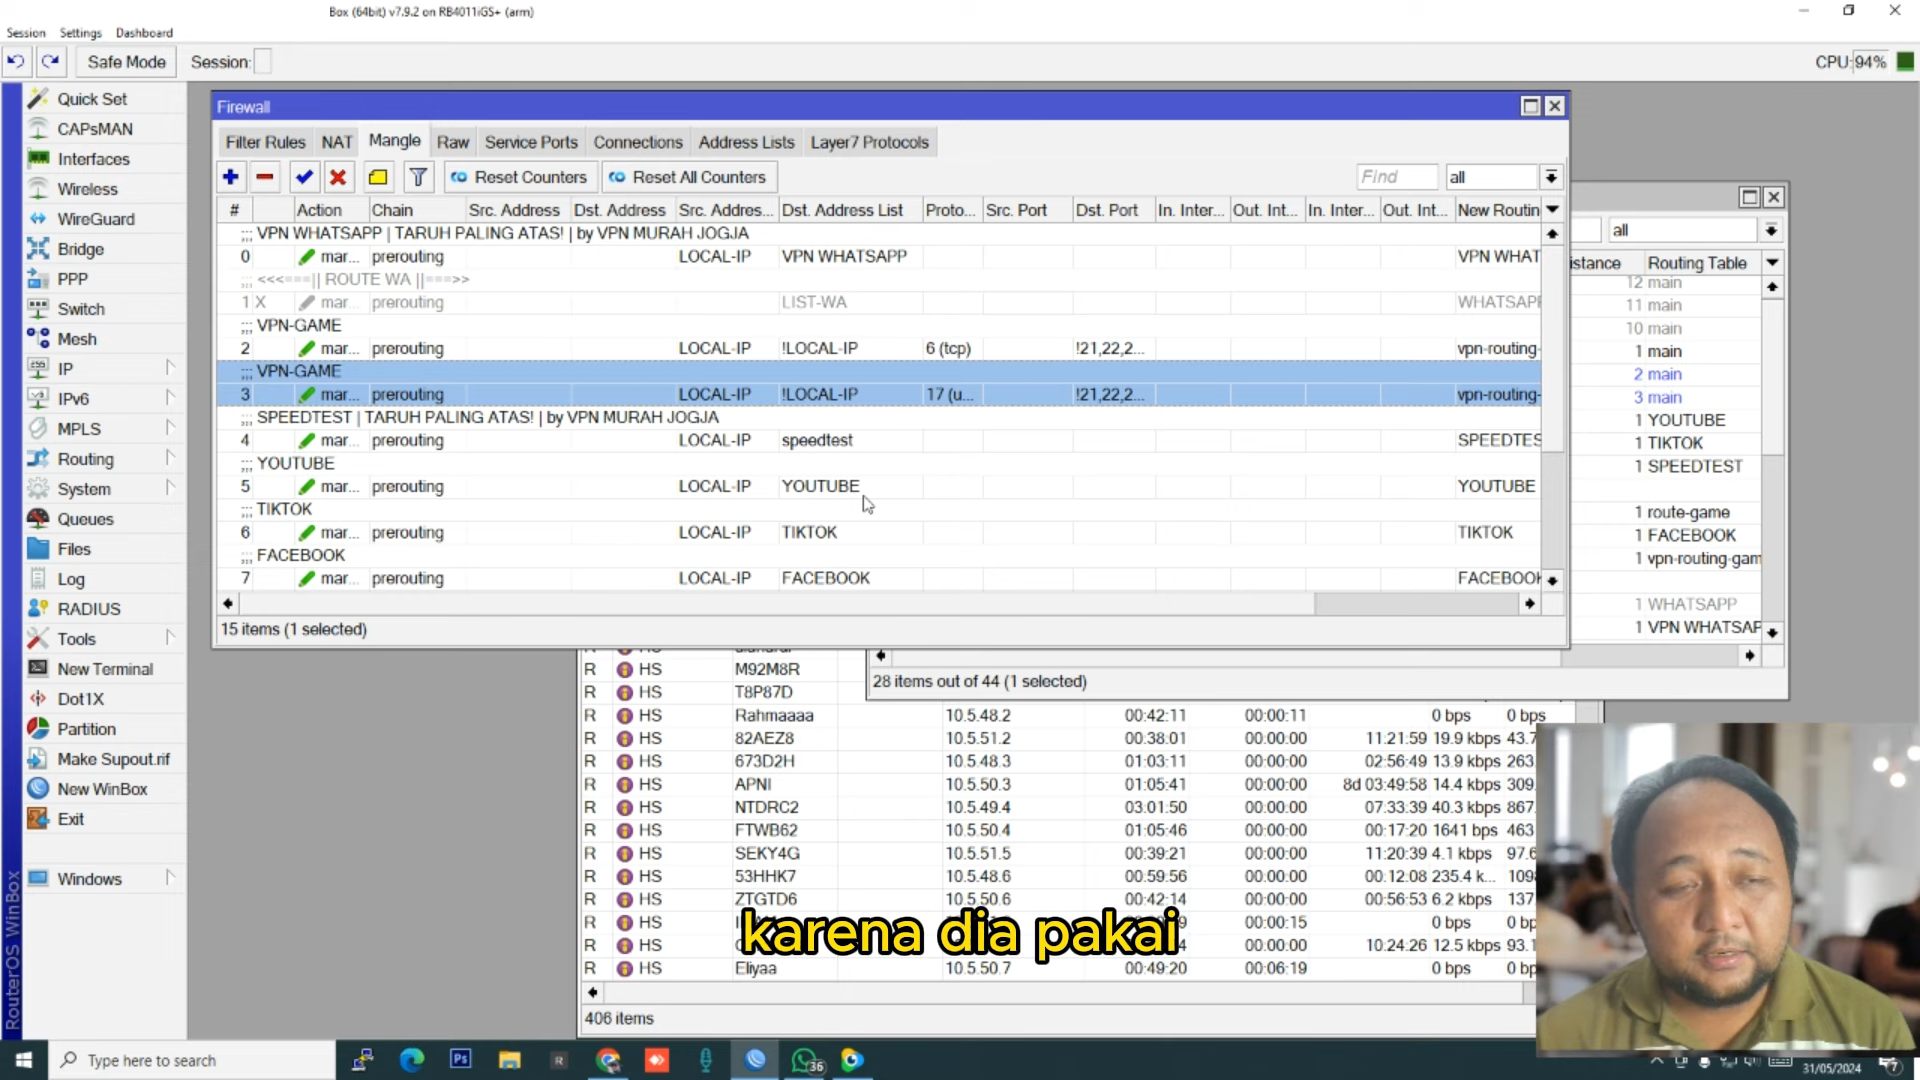 Box (64bit) v7.9.2 on RB4011iGS+ (arm)
Session Settings Dashboard
Safe Mode Session: CPU: 94%
Quick Set
CAPsMAN
Interfaces
Wireless
WireGuard
Bridge
PPP
Switch
Mesh
IP
IPv6
MPLS
Routing
System
Queues
Files
Log
RADIUS
Tools
New Terminal
Dot1X
Partition
Make Supout.rif
New WinBox
Exit
Windows
RouterOS WinBox
Firewall
Filter Rules NAT Mangle Raw Service Ports Connections Address Lists Layer7 Protocols
Reset Counters Reset All Counters Find all
# Action Chain Src. Address Dst. Address Src. Addres... Dst. Address List Proto... Src. Port Dst. Port In. Inter... Out. Int... In. Inter... Out. Int... New Routin
;;; VPN WHATSAPP | TARUH PALING ATAS! | by VPN MURAH JOGJA
0 mar... prerouting LOCAL-IP VPN WHATSAPP VPN WHAT
;;; <<<===|| ROUTE WA ||===>>
1 X mar... prerouting LIST-WA WHATSAPP
;;; VPN-GAME
2 mar... prerouting LOCAL-IP !LOCAL-IP 6 (tcp) !21,22,2... vpn-routing-
;;; VPN-GAME
3 mar... prerouting LOCAL-IP !LOCAL-IP 17 (u... !21,22,2... vpn-routing-
;;; SPEEDTEST | TARUH PALING ATAS! | by VPN MURAH JOGJA
4 mar... prerouting LOCAL-IP speedtest SPEEDTES
;;; YOUTUBE
5 mar... prerouting LOCAL-IP YOUTUBE YOUTUBE
;;; TIKTOK
6 mar... prerouting LOCAL-IP TIKTOK TIKTOK
;;; FACEBOOK
7 mar... prerouting LOCAL-IP FACEBOOK FACEBOOK
15 items (1 selected)
all
istance Routing Table
12 main
11 main
10 main
1 main
2 main
3 main
1 YOUTUBE
1 TIKTOK
1 SPEEDTEST
1 route-game
1 FACEBOOK
1 vpn-routing-gam
1 WHATSAPP
1 VPN WHATSAP
28 items out of 44 (1 selected)
R HS
R HS M92M8R
R HS T8P87D
R HS Rahmaaaa 10.5.48.2 00:42:11 00:00:11 0 bps 0 bps
R HS 82AEZ8 10.5.51.2 00:38:01 00:00:00 11:21:59 19.9 kbps 43.7
R HS 673D2H 10.5.48.3 01:03:11 00:00:00 02:56:49 13.9 kbps 263.
R HS APNI 10.5.50.3 01:05:41 00:00:00 8d 03:49:58 14.4 kbps 309.
R HS NTDRC2 10.5.49.4 03:01:50 00:00:00 07:33:39 40.3 kbps 867.
R HS FTWB62 10.5.50.4 01:05:46 00:00:00 00:17:20 1641 bps 463
R HS SEKY4G 10.5.51.5 00:39:21 00:00:00 11:20:39 4.1 kbps 97.6
R HS 53HHK7 10.5.48.6 00:59:56 00:00:00 00:12:08 235.4 k... 109
R HS ZTGTD6 10.5.50.6 00:42:14 00:00:00 00:56:53 6.2 kbps 137
R HS 00:00:15 0 bps 0 bp
R HS 00:00:00 10:24:26 12.5 kbps 93.1
R HS Eliyaa 10.5.50.7 00:49:20 00:06:19 0 bps 0 bp
406 items
karena dia pakai
Type here to search Ps R 36 31/05/2024 7